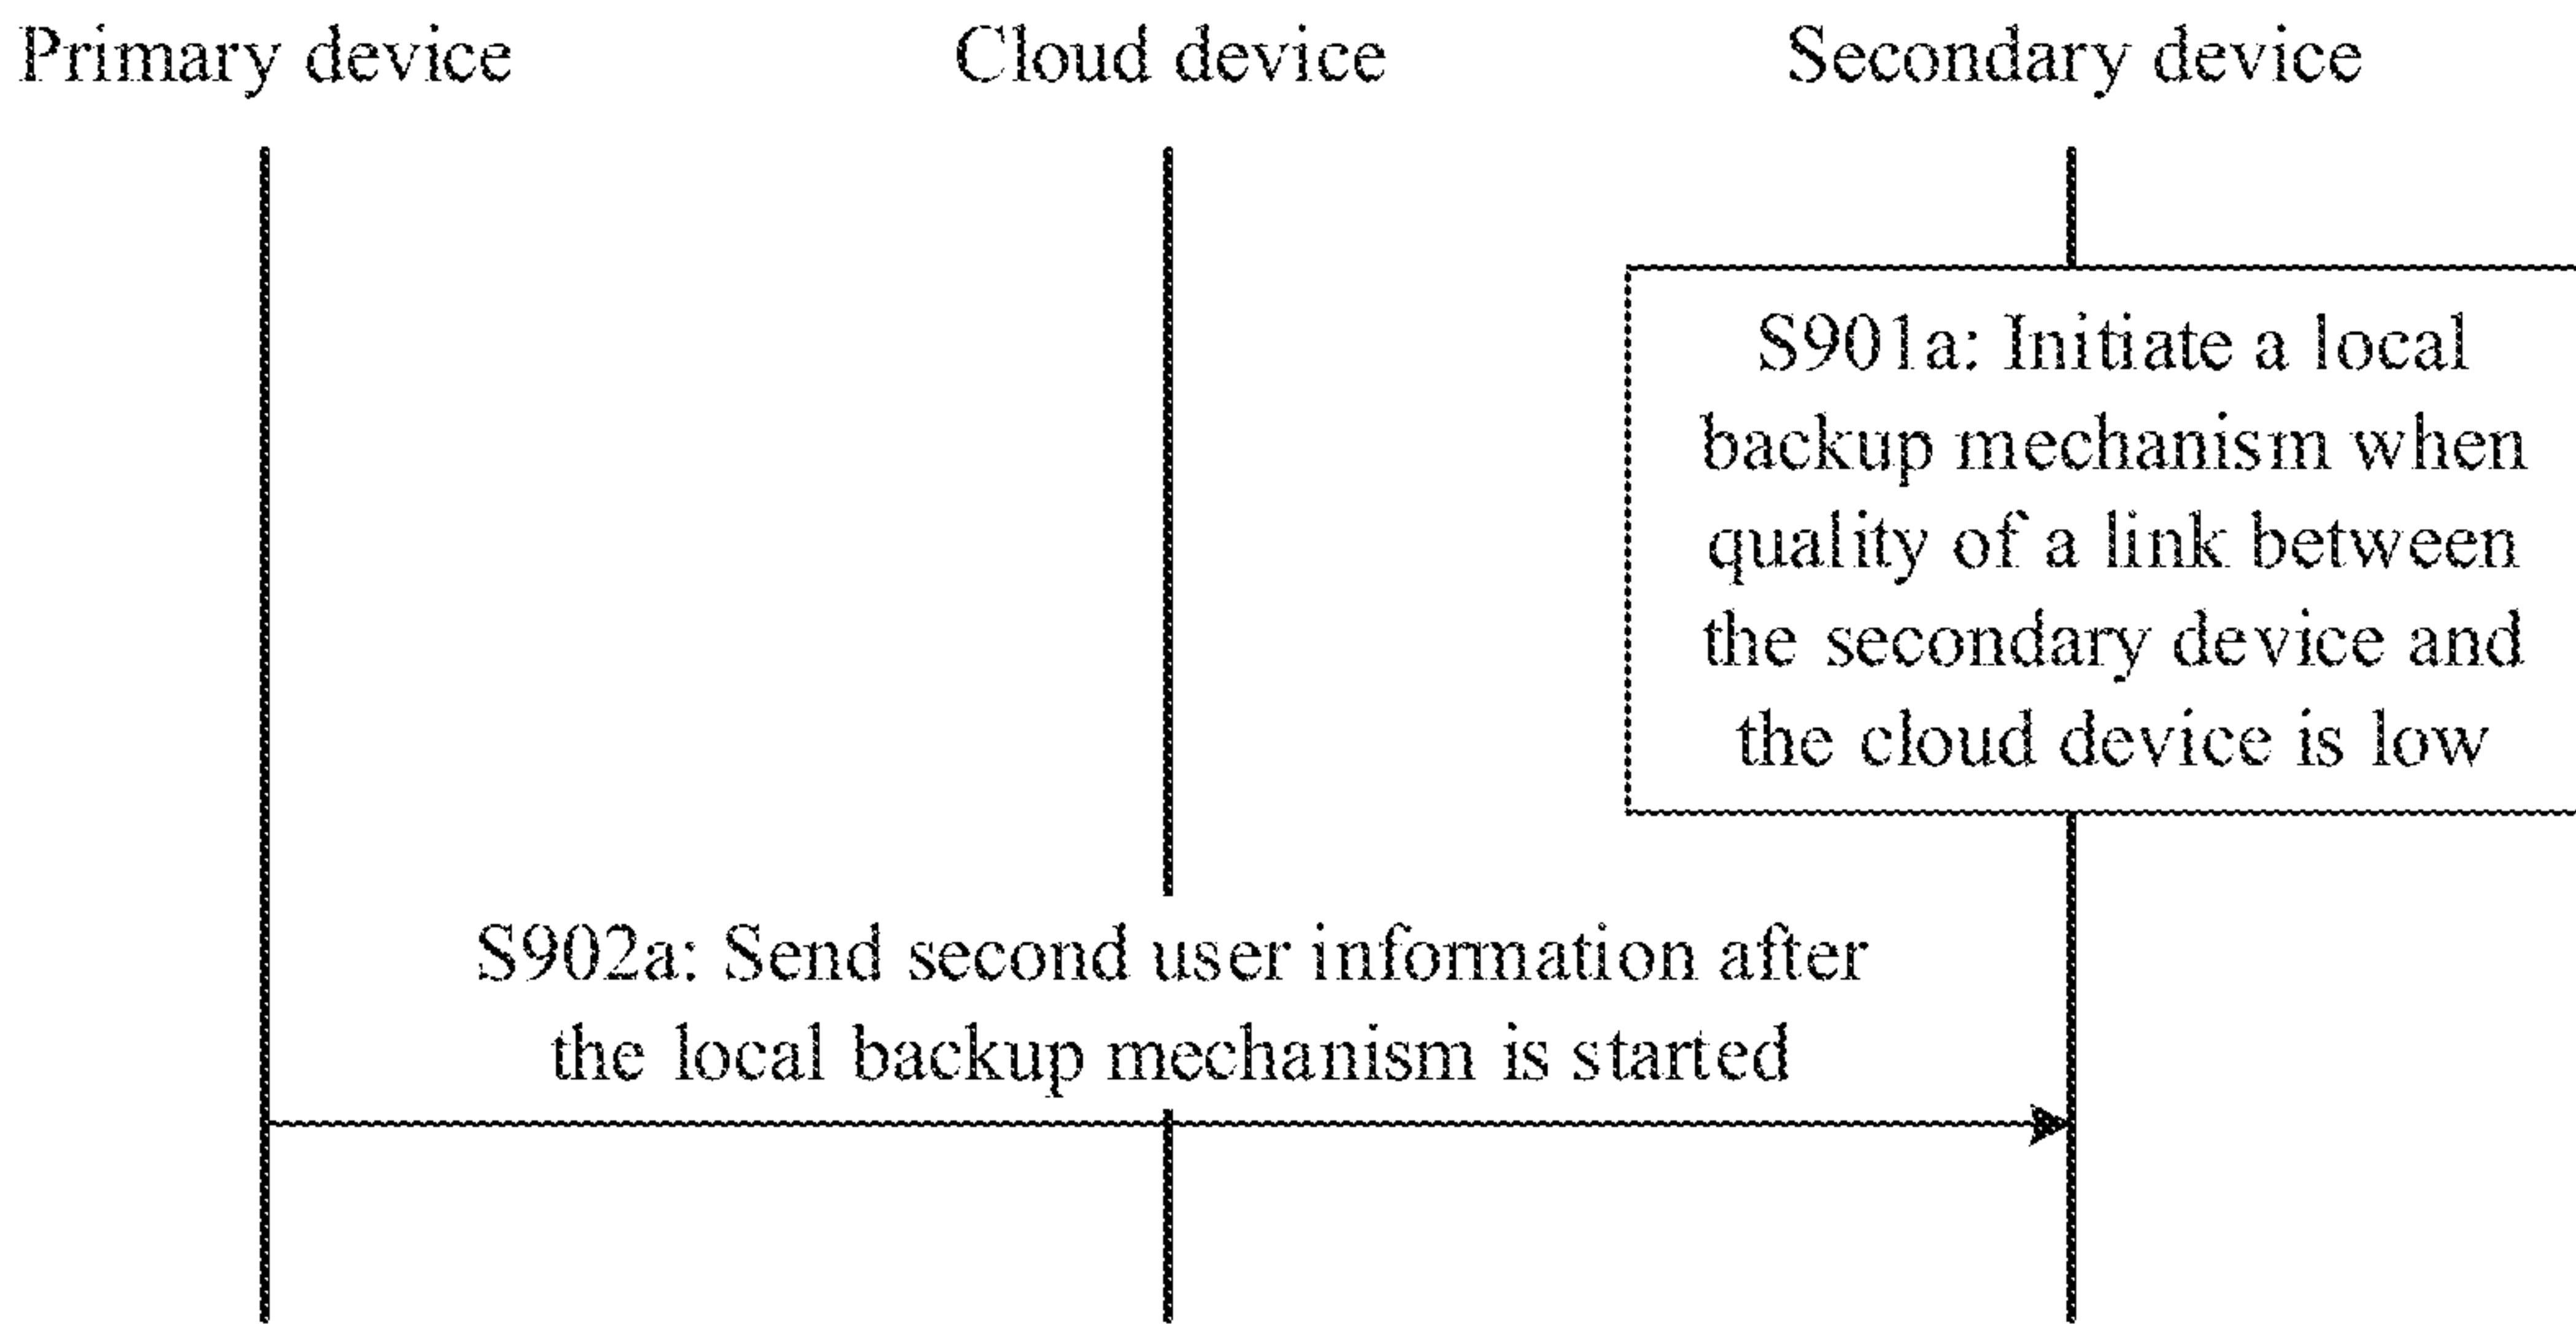 Primary device
Cloud device
Secondary device
S901a: Initiate a local
backup mechanism when
quality of a link between
the secondary device and
the cloud device is low
S902a: Send second user information after
the local backup mechanism is started